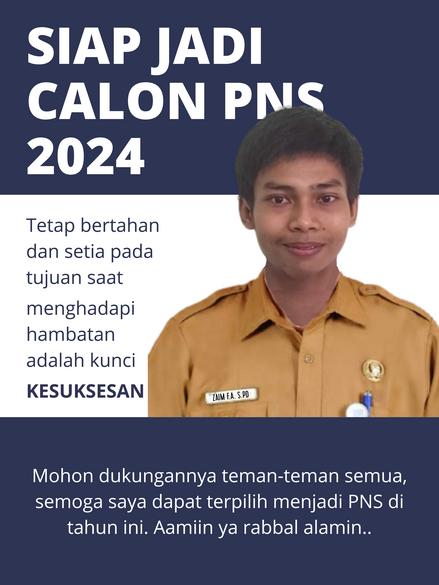 SIAP JADI
CALON PNS
2024
Tetap bertahan
dan setia pada
tujuan saat
menghadapi
hambatan
adalah kunci
KESUKSESAN
ZAIM F.A. S.PD
Mohon dukungannya teman-teman semua,
semoga saya dapat terpilih menjadi PNS di
tahun ini. Aamiin ya rabbal alamin..